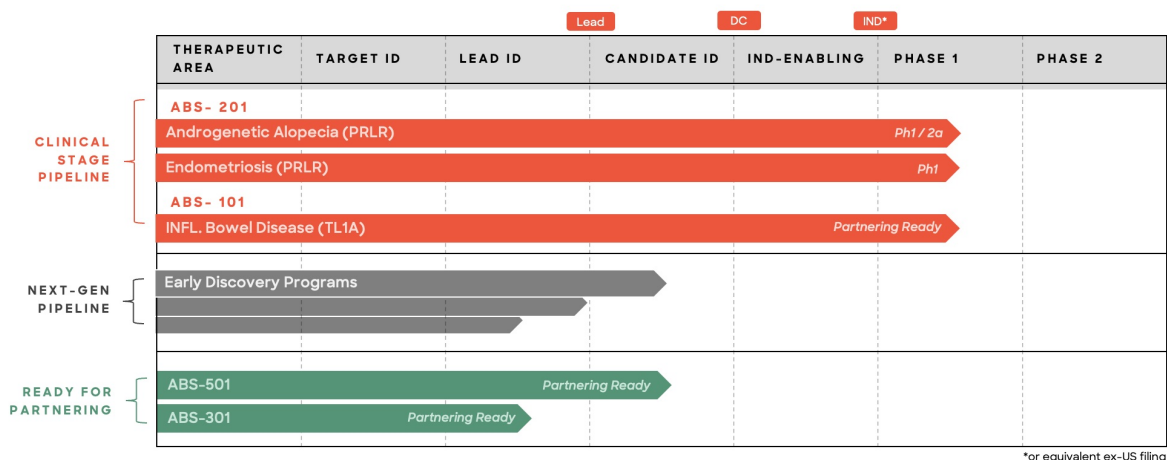 Lead
DC
IND*
THERAPEUTIC
AREA
TARGET ID
LEAD ID
CANDIDATE ID
IND-ENABLING
PHASE 1
PHASE 2
CLINICAL
STAGE
PIPELINE
ABS- 201
Androgenetic Alopecia (PRLR)
Ph1 / 2a
Endometriosis (PRLR)
Ph1
ABS- 101
INFL. Bowel Disease (TL1A)
Partnering Ready
NEXT-GEN
PIPELINE
Early Discovery Programs
READY FOR
PARTNERING
ABS-501
Partnering Ready
ABS-301
Partnering Ready
*or equivalent ex-US filing